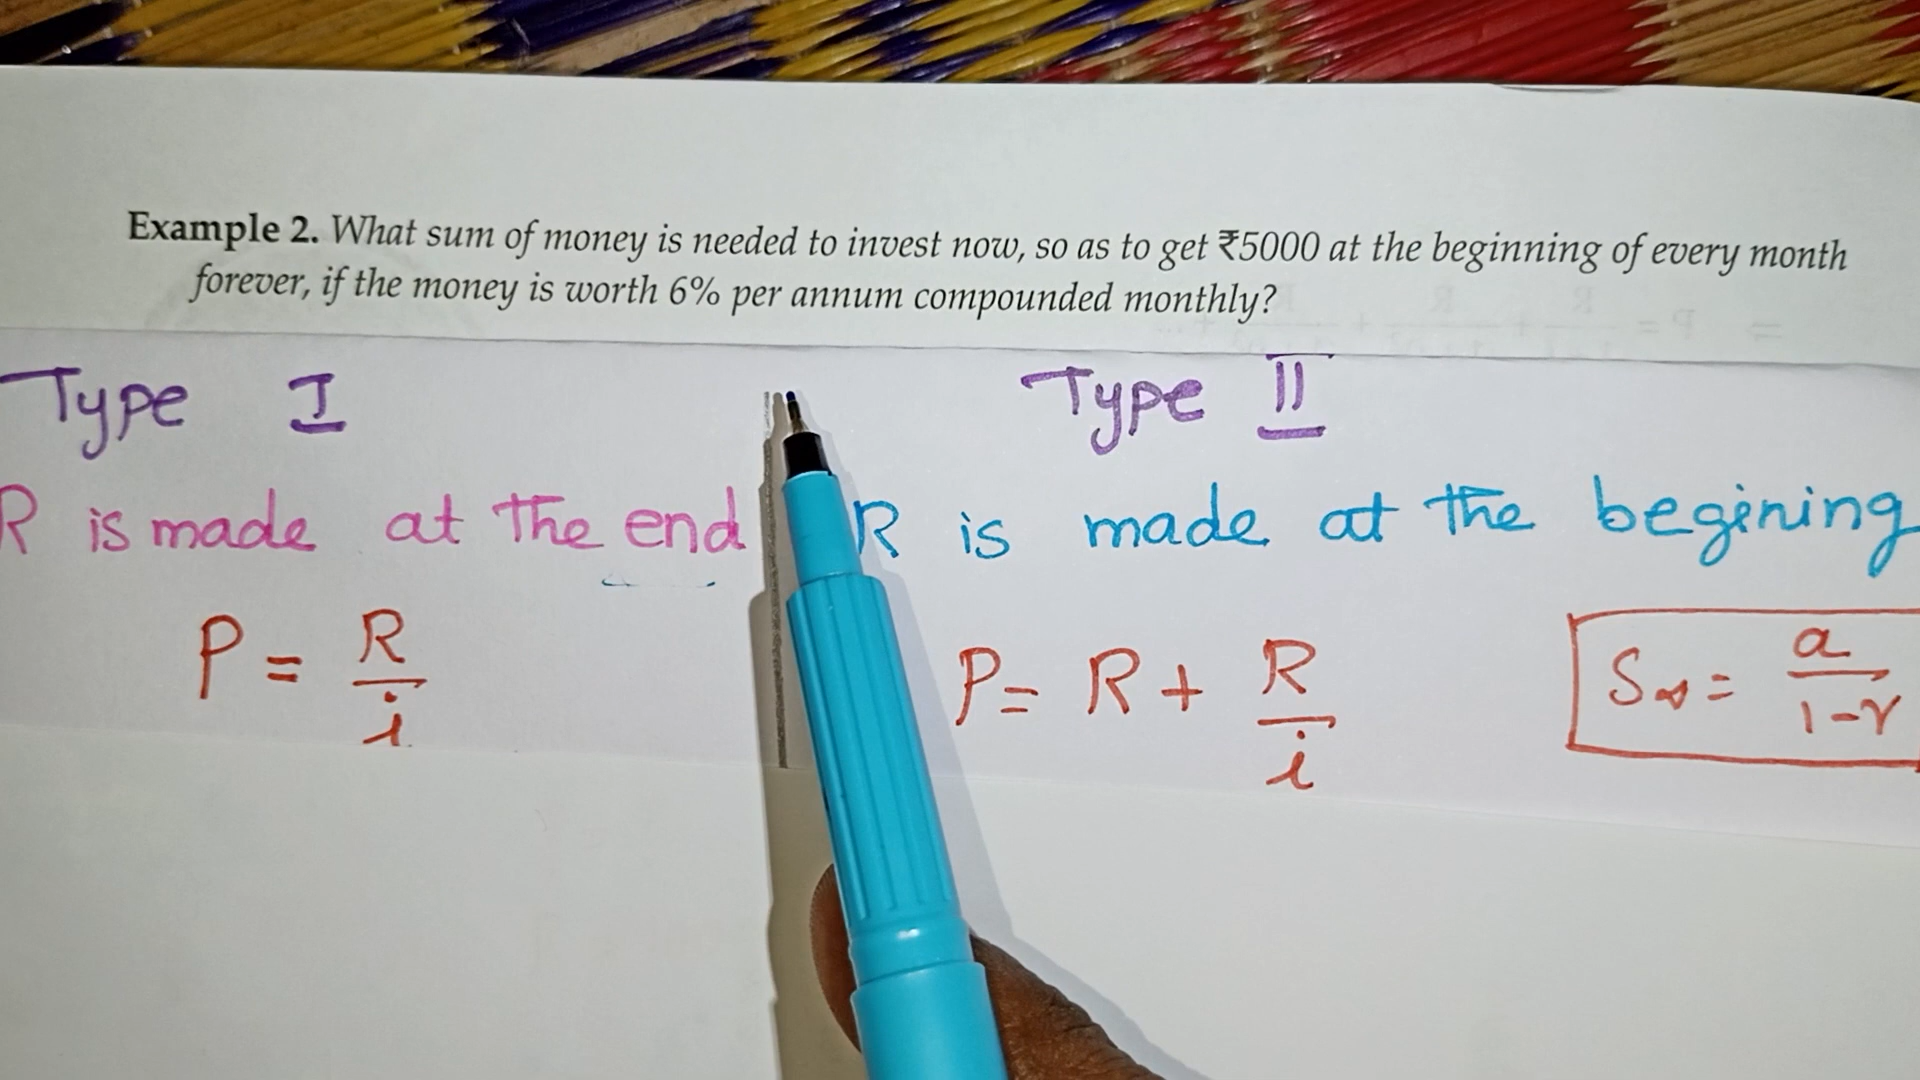 Example 2. What sum of money is needed to invest now, so as to get ₹5000 at the beginning of every month
forever, if the money is worth 6% per annum compounded monthly?
Type I
Type II
R is made at the end
R is made at the begining
P = R/i
P = R + R/i
S∞ = a/1-r